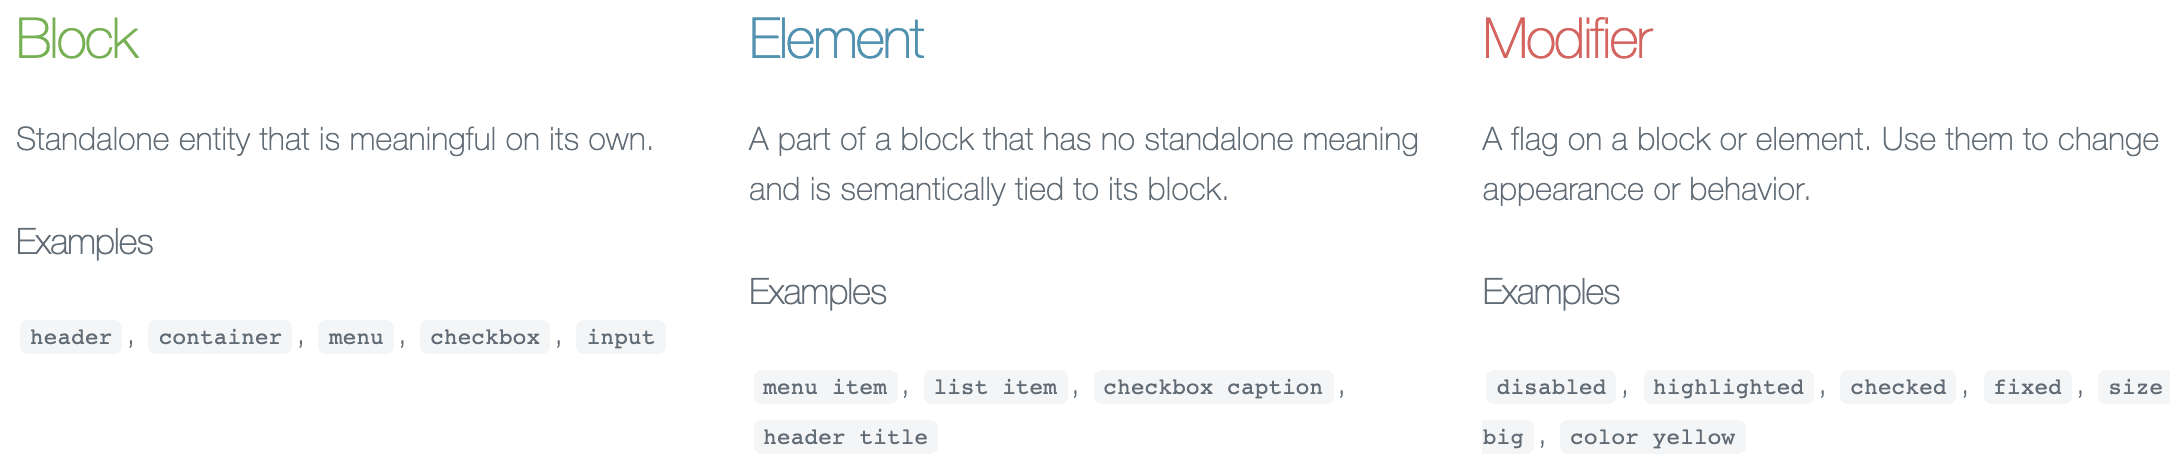 Block
Standalone entity that is meaningful on its own.
Examples
header, container, menu, checkbox, input
Element
A part of a block that has no standalone meaning
and is semantically tied to its block.
Examples
menu item, list item, checkbox caption,
header title
Modifier
A flag on a block or element. Use them to change
appearance or behavior.
Examples
disabled, highlighted, checked, fixed, size
big, color yellow